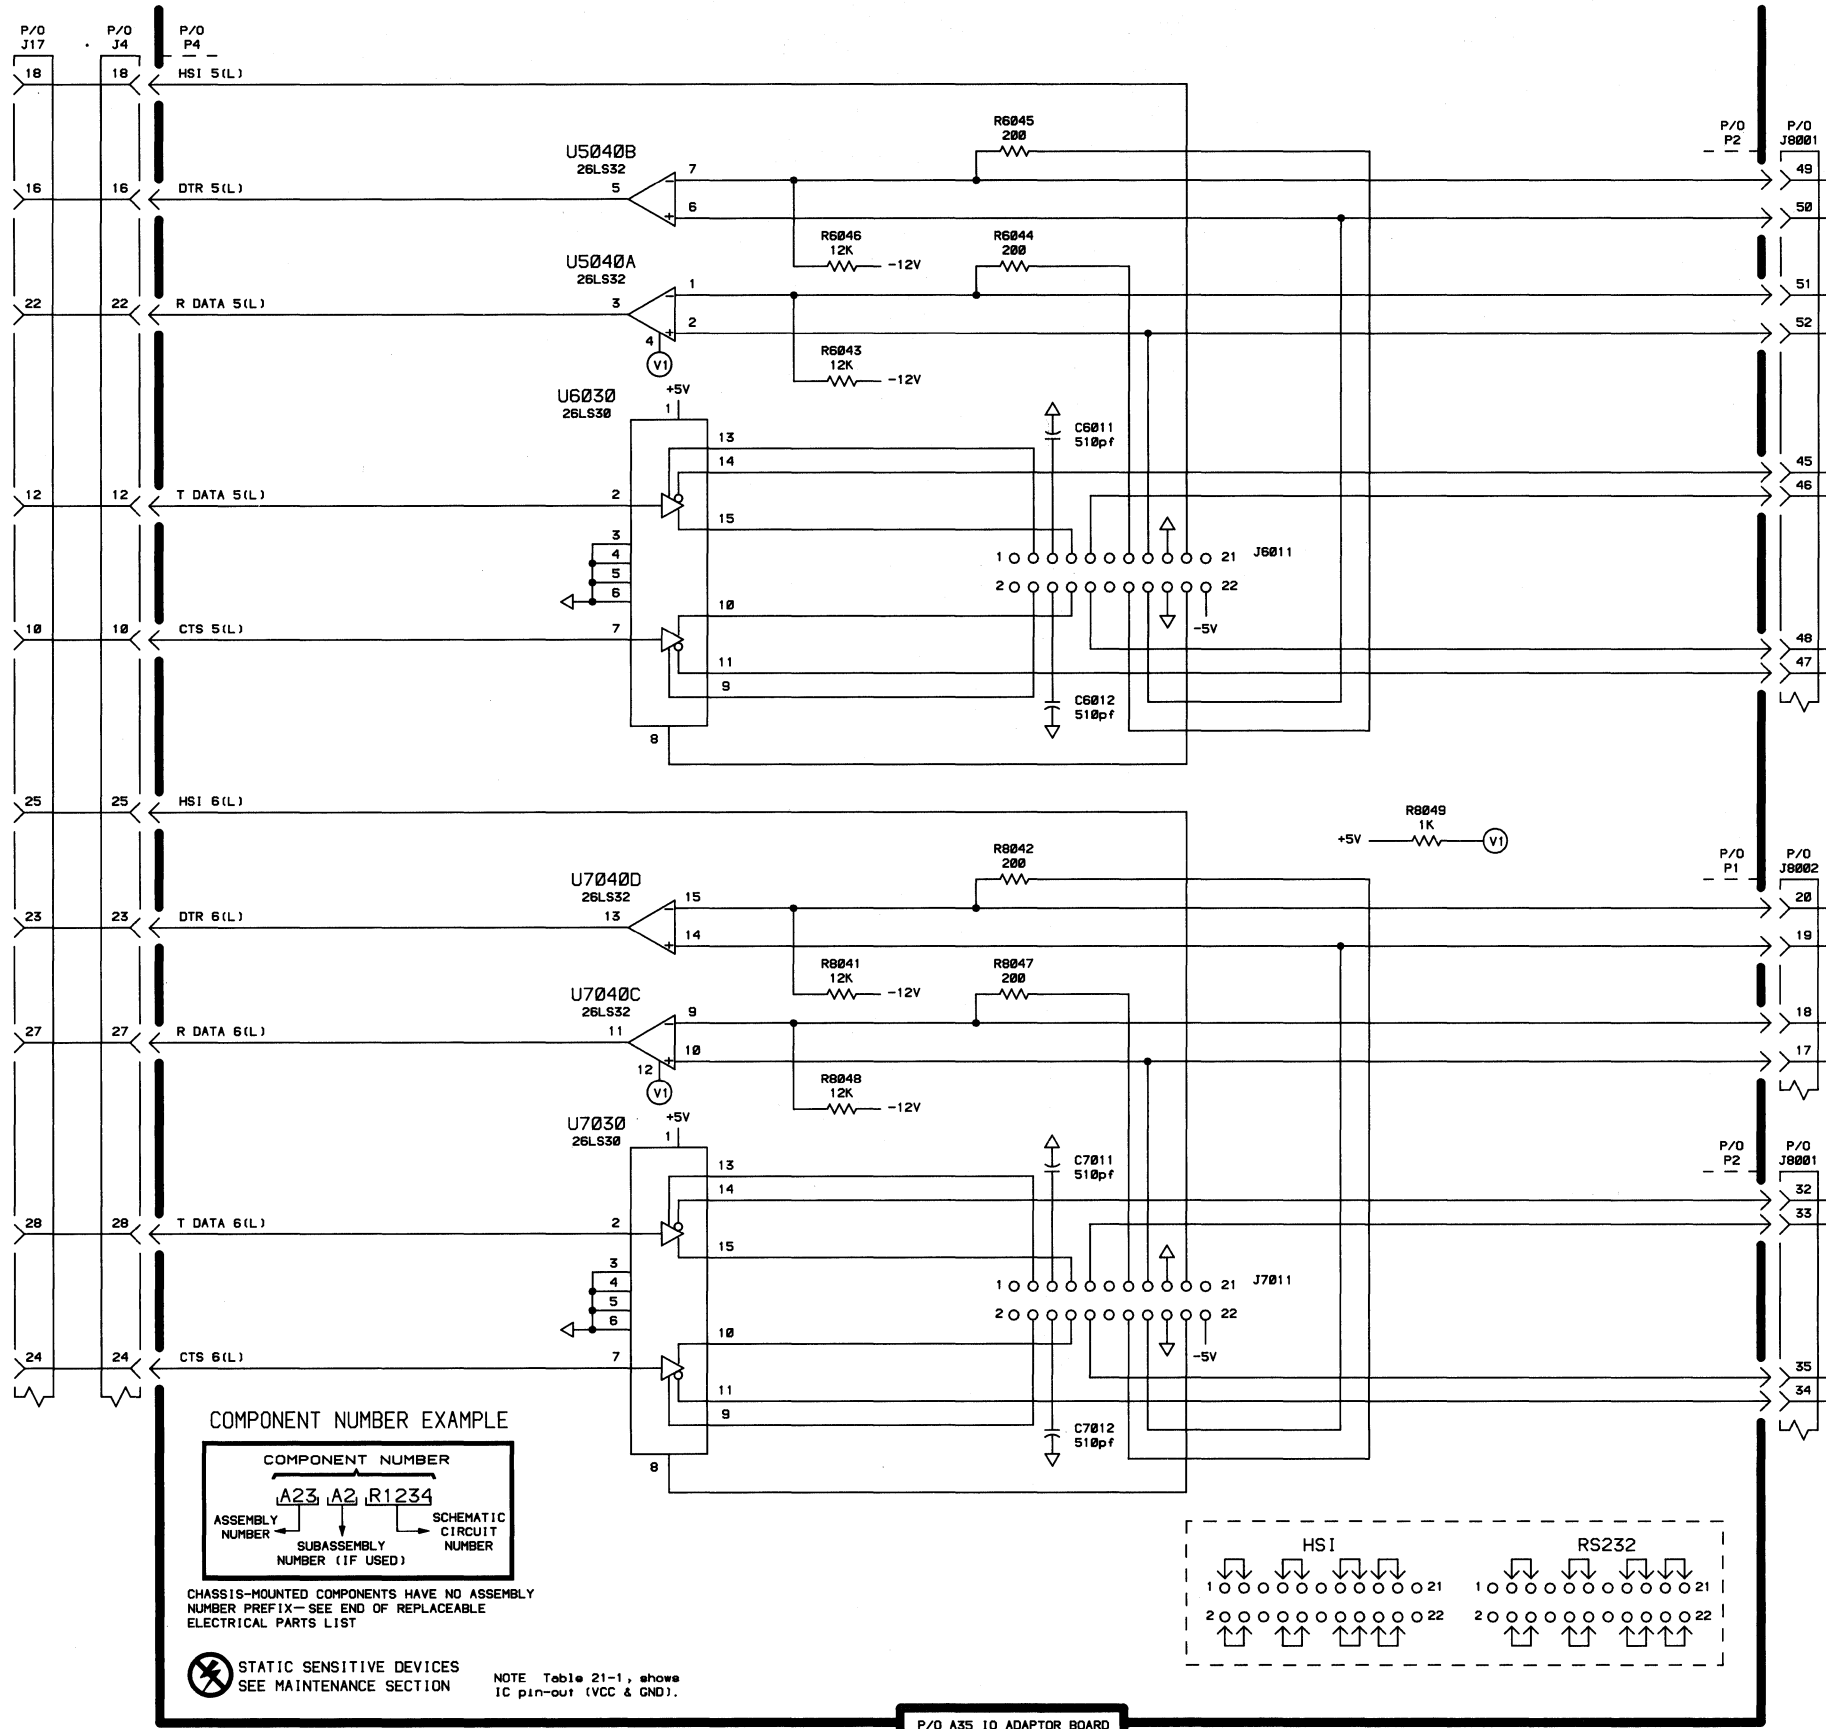 P/O
J17
P/O
J4
P/O
P4
18
18
HSI 5(L)
R6045
200
P/O
P2
P/O
J8001
U5040B
26LS32
7
49
16
16
DTR 5(L)
5
6
50
R6046
12K
-12V
R6044
200
U5040A
26LS32
1
51
22
22
R DATA 5(L)
3
2
52
4
V1
R6043
12K
-12V
U6030
26LS30
+5V
1
C6011
510pf
13
14
45
46
12
12
T DATA 5(L)
2
15
3
4
5
6
1
21
J6011
2
22
-5V
10
10
10
CTS 5(L)
7
48
11
47
9
C6012
510pf
8
25
25
HSI 6(L)
R8049
1K
+5V
V1
R8042
200
P/O
P1
P/O
J8002
U7040D
26LS32
15
20
23
23
DTR 6(L)
13
14
19
R8041
12K
-12V
R8047
200
U7040C
26LS32
9
18
27
27
R DATA 6(L)
11
10
17
12
V1
R8048
12K
-12V
U7030
26LS30
+5V
1
C7011
510pf
P/O
P2
P/O
J8001
13
14
32
33
28
28
T DATA 6(L)
2
15
3
4
5
6
1
21
J7011
2
22
-5V
10
24
24
CTS 6(L)
7
35
11
34
9
C7012
510pf
8
COMPONENT NUMBER EXAMPLE
COMPONENT NUMBER
A23 A2 R1234
ASSEMBLY
NUMBER
SUBASSEMBLY
NUMBER (IF USED)
SCHEMATIC
CIRCUIT
NUMBER
CHASSIS-MOUNTED COMPONENTS HAVE NO ASSEMBLY
NUMBER PREFIX—SEE END OF REPLACEABLE
ELECTRICAL PARTS LIST
STATIC SENSITIVE DEVICES
SEE MAINTENANCE SECTION
NOTE Table 21-1, shows
IC pin-out (VCC & GND).
HSI
1
21
2
22
RS232
1
21
2
22
P/O A35 IO ADAPTOR BOARD